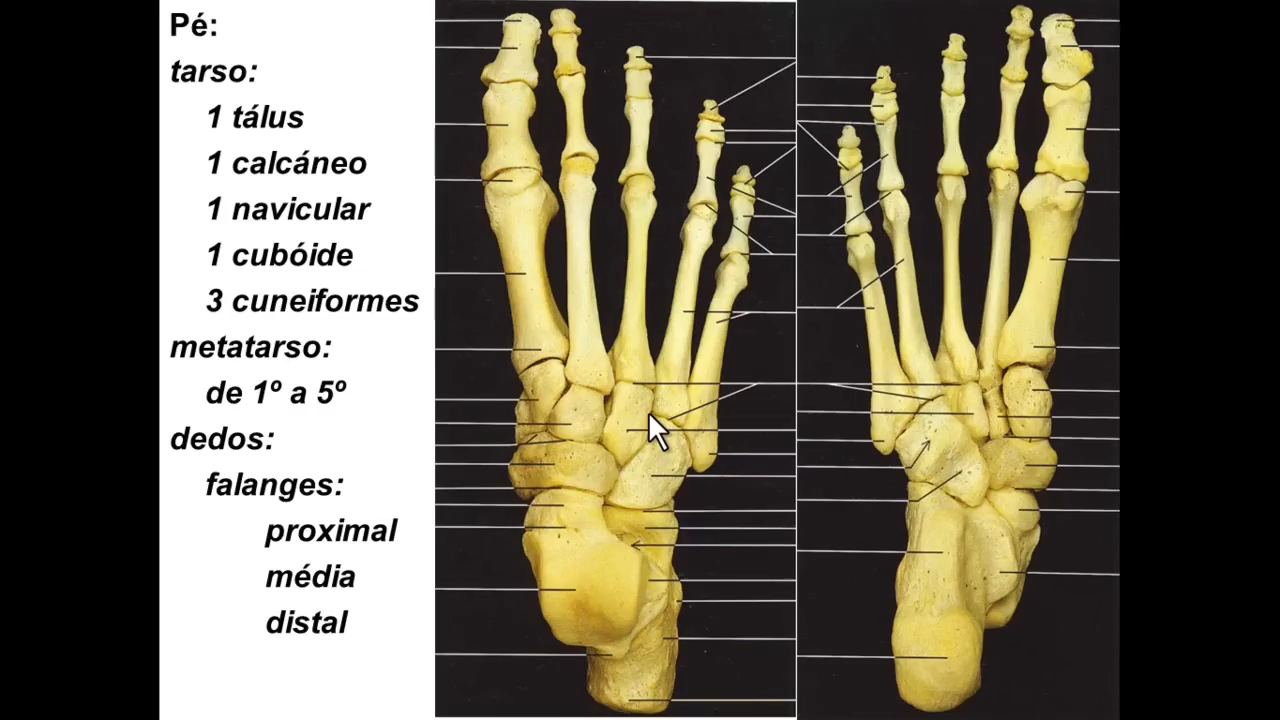 Pé:
tarso:
1 tálus
1 calcáneo
1 navicular
1 cubóide
3 cuneiformes
metatarso:
de 1º a 5º
dedos:
falanges:
proximal
média
distal